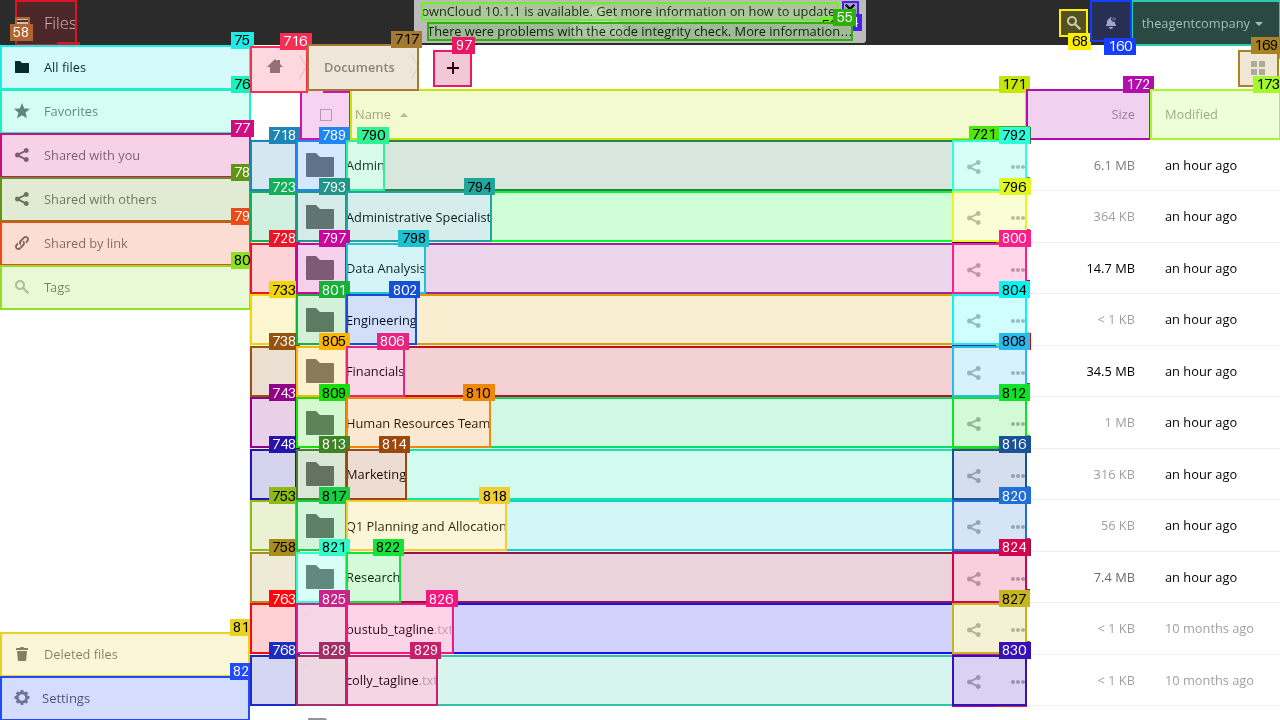 Files
ownCloud 10.1.1 is available. Get more information on how to update
There were problems with the code integrity check. More information…
theagentcompany
58
55
68
160
75
716
717
97
169
All files
Documents
+
76
171
172
173
Favorites
Name
Size
Modified
77
718
789
790
721
792
Shared with you
Admin
6.1 MB
an hour ago
78
723
793
794
796
Shared with others
Administrative Specialist
364 KB
an hour ago
79
728
797
798
800
Shared by link
Data Analysis
14.7 MB
an hour ago
80
733
801
802
804
Tags
Engineering
< 1 KB
an hour ago
738
805
806
808
Financials
34.5 MB
an hour ago
743
809
810
812
Human Resources Team
1 MB
an hour ago
748
813
814
816
Marketing
316 KB
an hour ago
753
817
818
820
Q1 Planning and Allocation
56 KB
an hour ago
758
821
822
824
Research
7.4 MB
an hour ago
763
825
826
827
bustub_tagline.txt
< 1 KB
10 months ago
81
768
828
829
830
Deleted files
colly_tagline.txt
< 1 KB
10 months ago
82
Settings